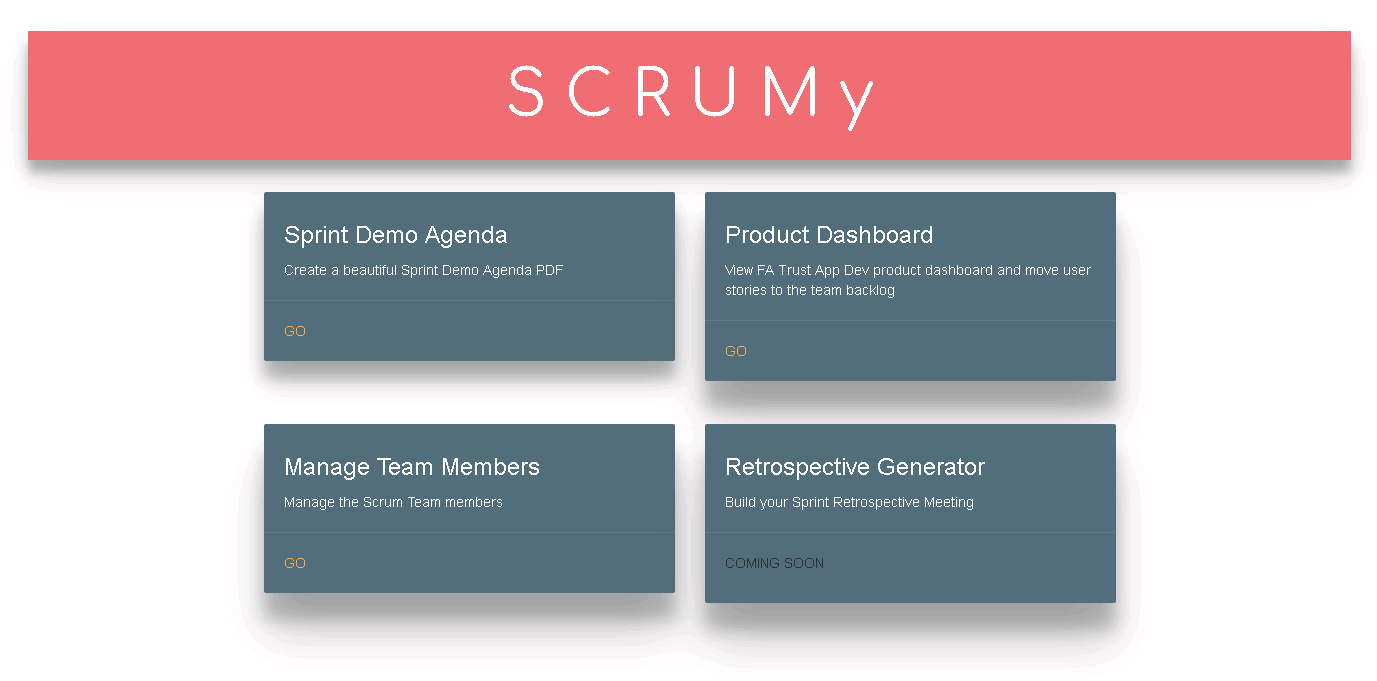 SCRUMy
Sprint Demo Agenda
Create a beautiful Sprint Demo Agenda PDF
GO
Product Dashboard
View FA Trust App Dev product dashboard and move user
stories to the team backlog
GO
Manage Team Members
Manage the Scrum Team members
GO
Retrospective Generator
Build your Sprint Retrospective Meeting
COMING SOON